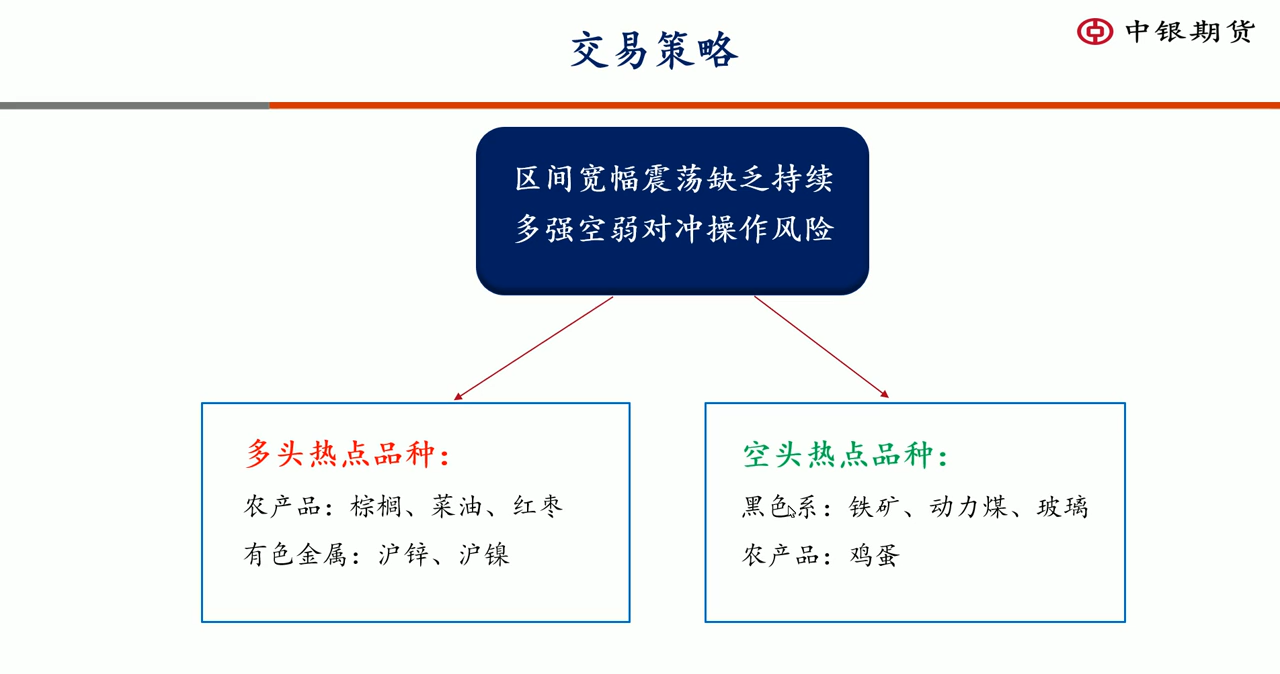 交易策略
中银期货
区间宽幅震荡缺乏持续
多强空弱对冲操作风险
多头热点品种：
农产品：棕榈、菜油、红枣
有色金属：沪锌、沪镍
空头热点品种：
黑色系：铁矿、动力煤、玻璃
农产品：鸡蛋